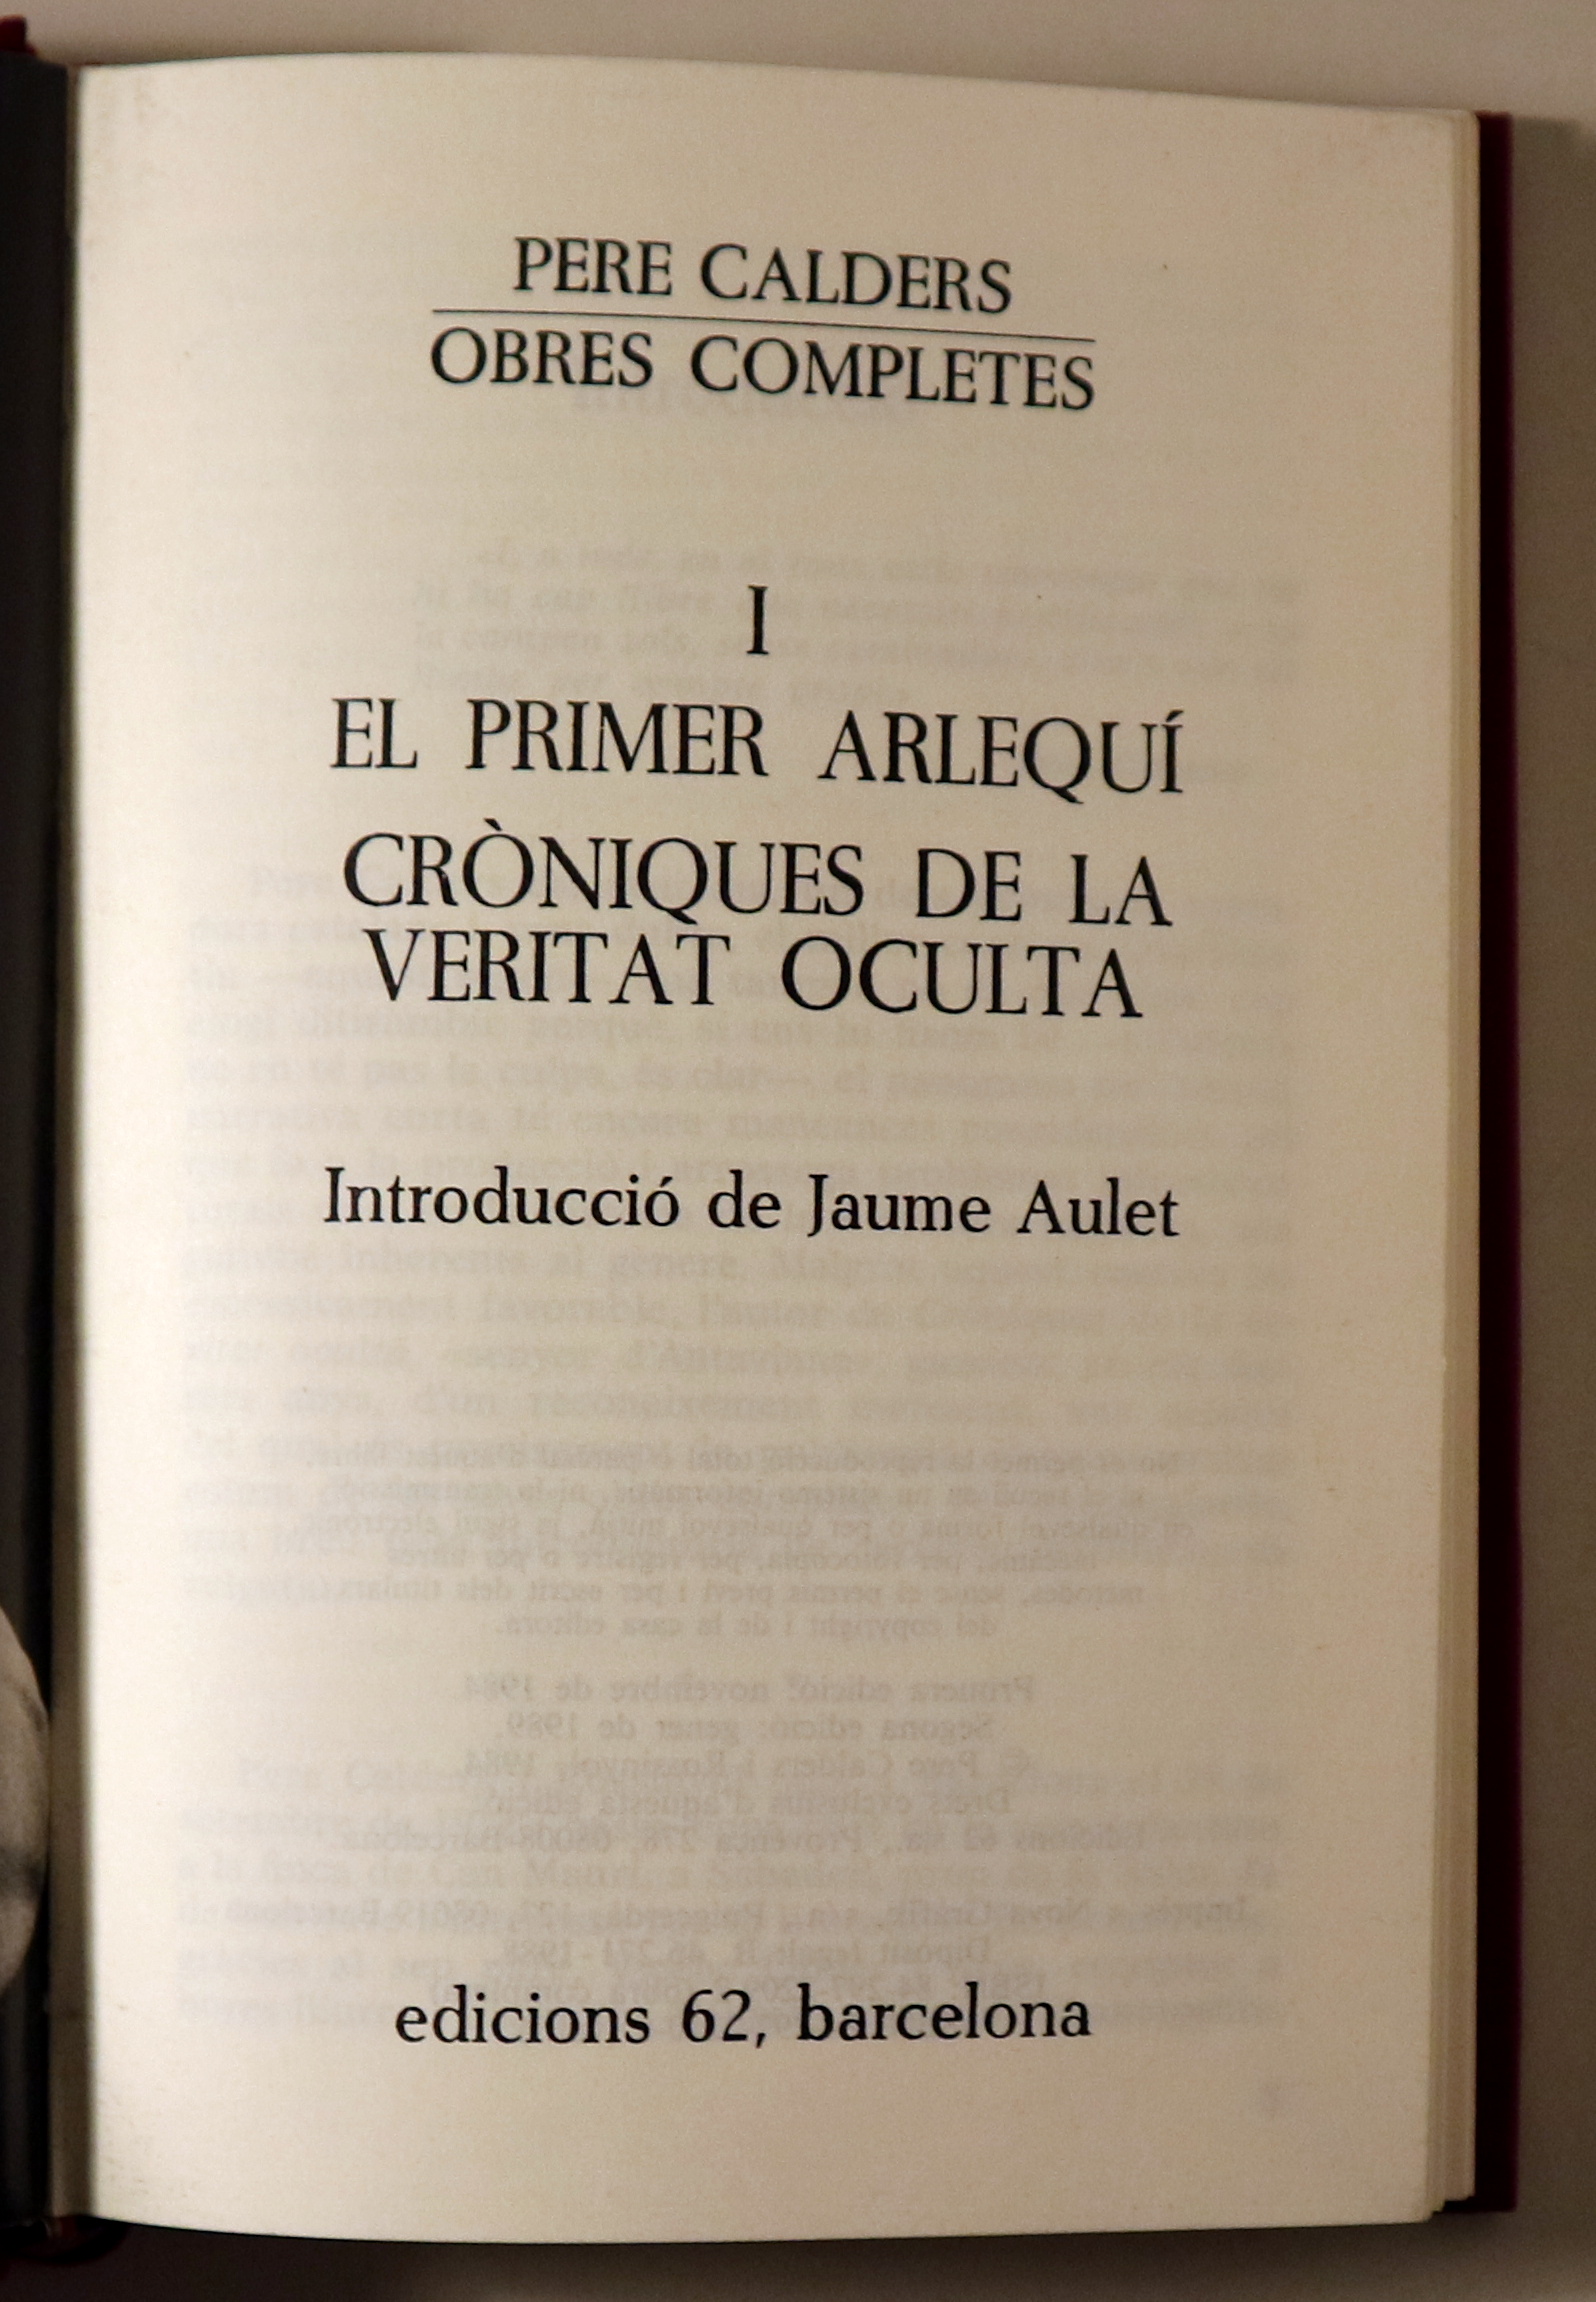 PERE CALDERS
OBRES COMPLETES
I
EL PRIMER ARLEQUÍ
CRÒNIQUES DE LA
VERITAT OCULTA
Introducció de Jaume Aulet
edicions 62, barcelona